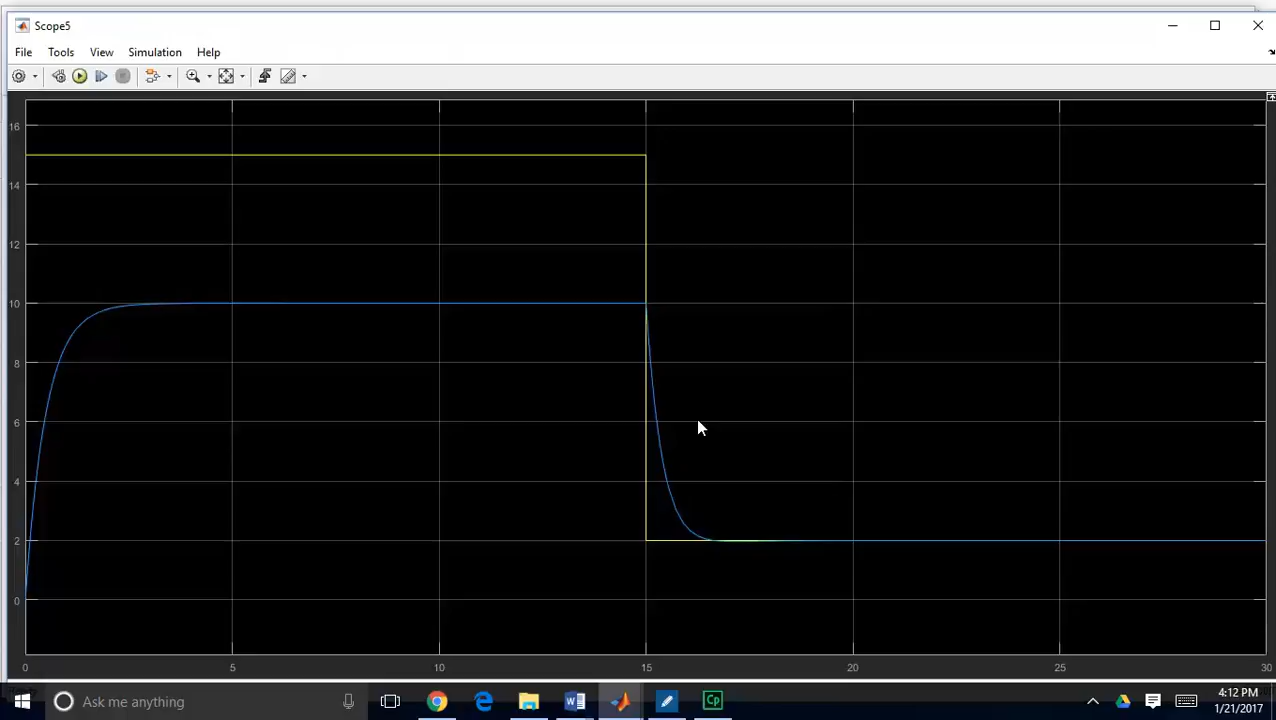 Scope5
File Tools View Simulation Help
16
14
12
10
8
6
4
2
0
0 5 10 15 20 25 30
Ask me anything
Cp
4:12 PM
1/21/2017